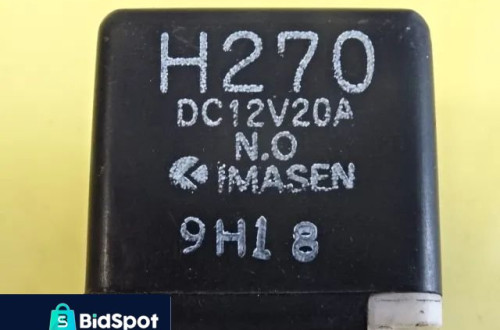 H270
DC12V20A
N.O
IMASEN
9H18
S BidSpot